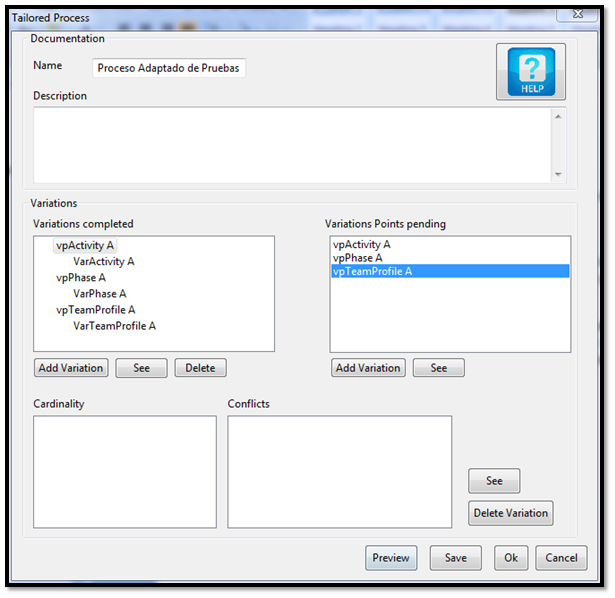 Tailored Process
Documentation
Name
Proceso Adaptado de Pruebas
?
HELP
Description
Variations
Variations completed
Variations Points pending
vpActivity A
VarActivity A
vpPhase A
VarPhase A
vpTeamProfile A
VarTeamProfile A
vpActivity A
vpPhase A
vpTeamProfile A
Add Variation
See
Delete
Add Variation
See
Cardinality
Conflicts
See
Delete Variation
Preview
Save
Ok
Cancel